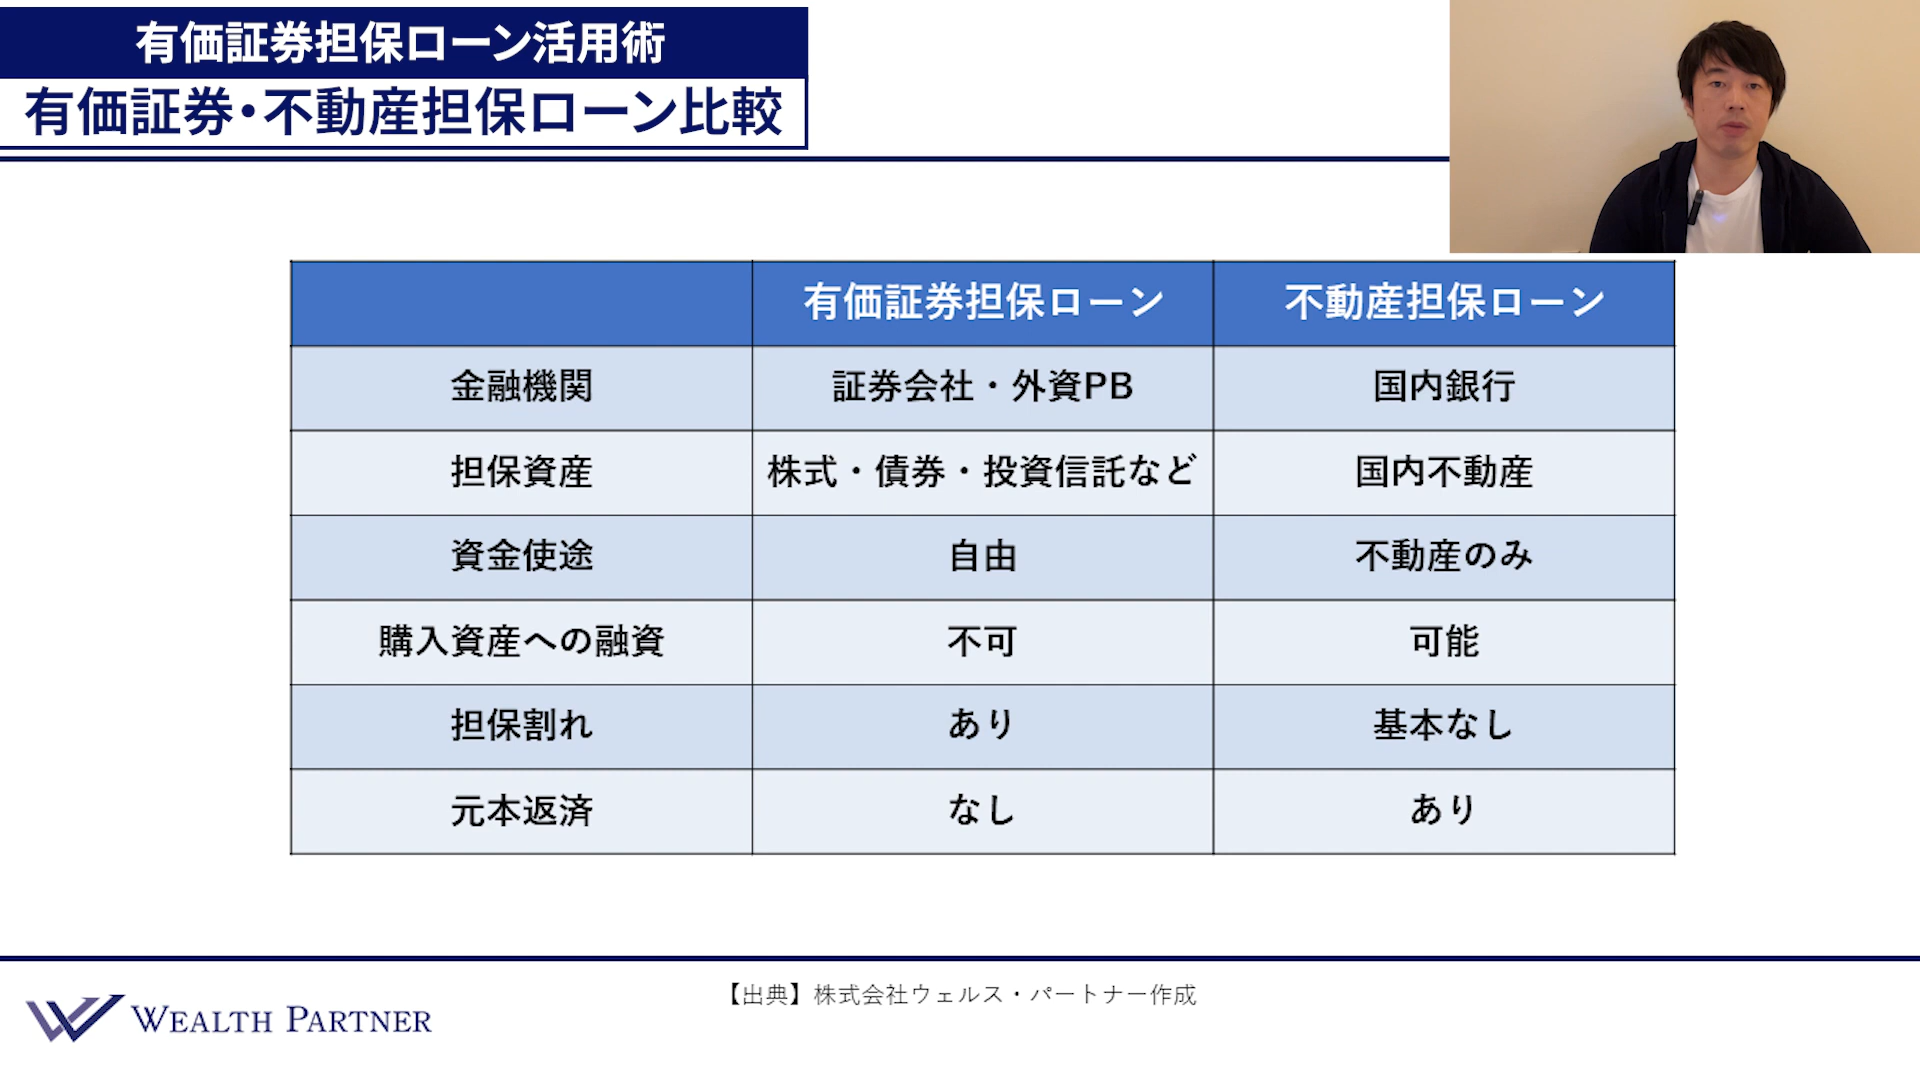 有価証券担保ローン活用術
有価証券・不動産担保ローン比較
有価証券担保ローン 不動産担保ローン
金融機関 証券会社・外資PB 国内銀行
担保資産 株式・債券・投資信託など 国内不動産
資金使途 自由 不動産のみ
購入資産への融資 不可 可能
担保割れ あり 基本なし
元本返済 なし あり
【出典】株式会社ウェルス・パートナー作成
WEALTH PARTNER